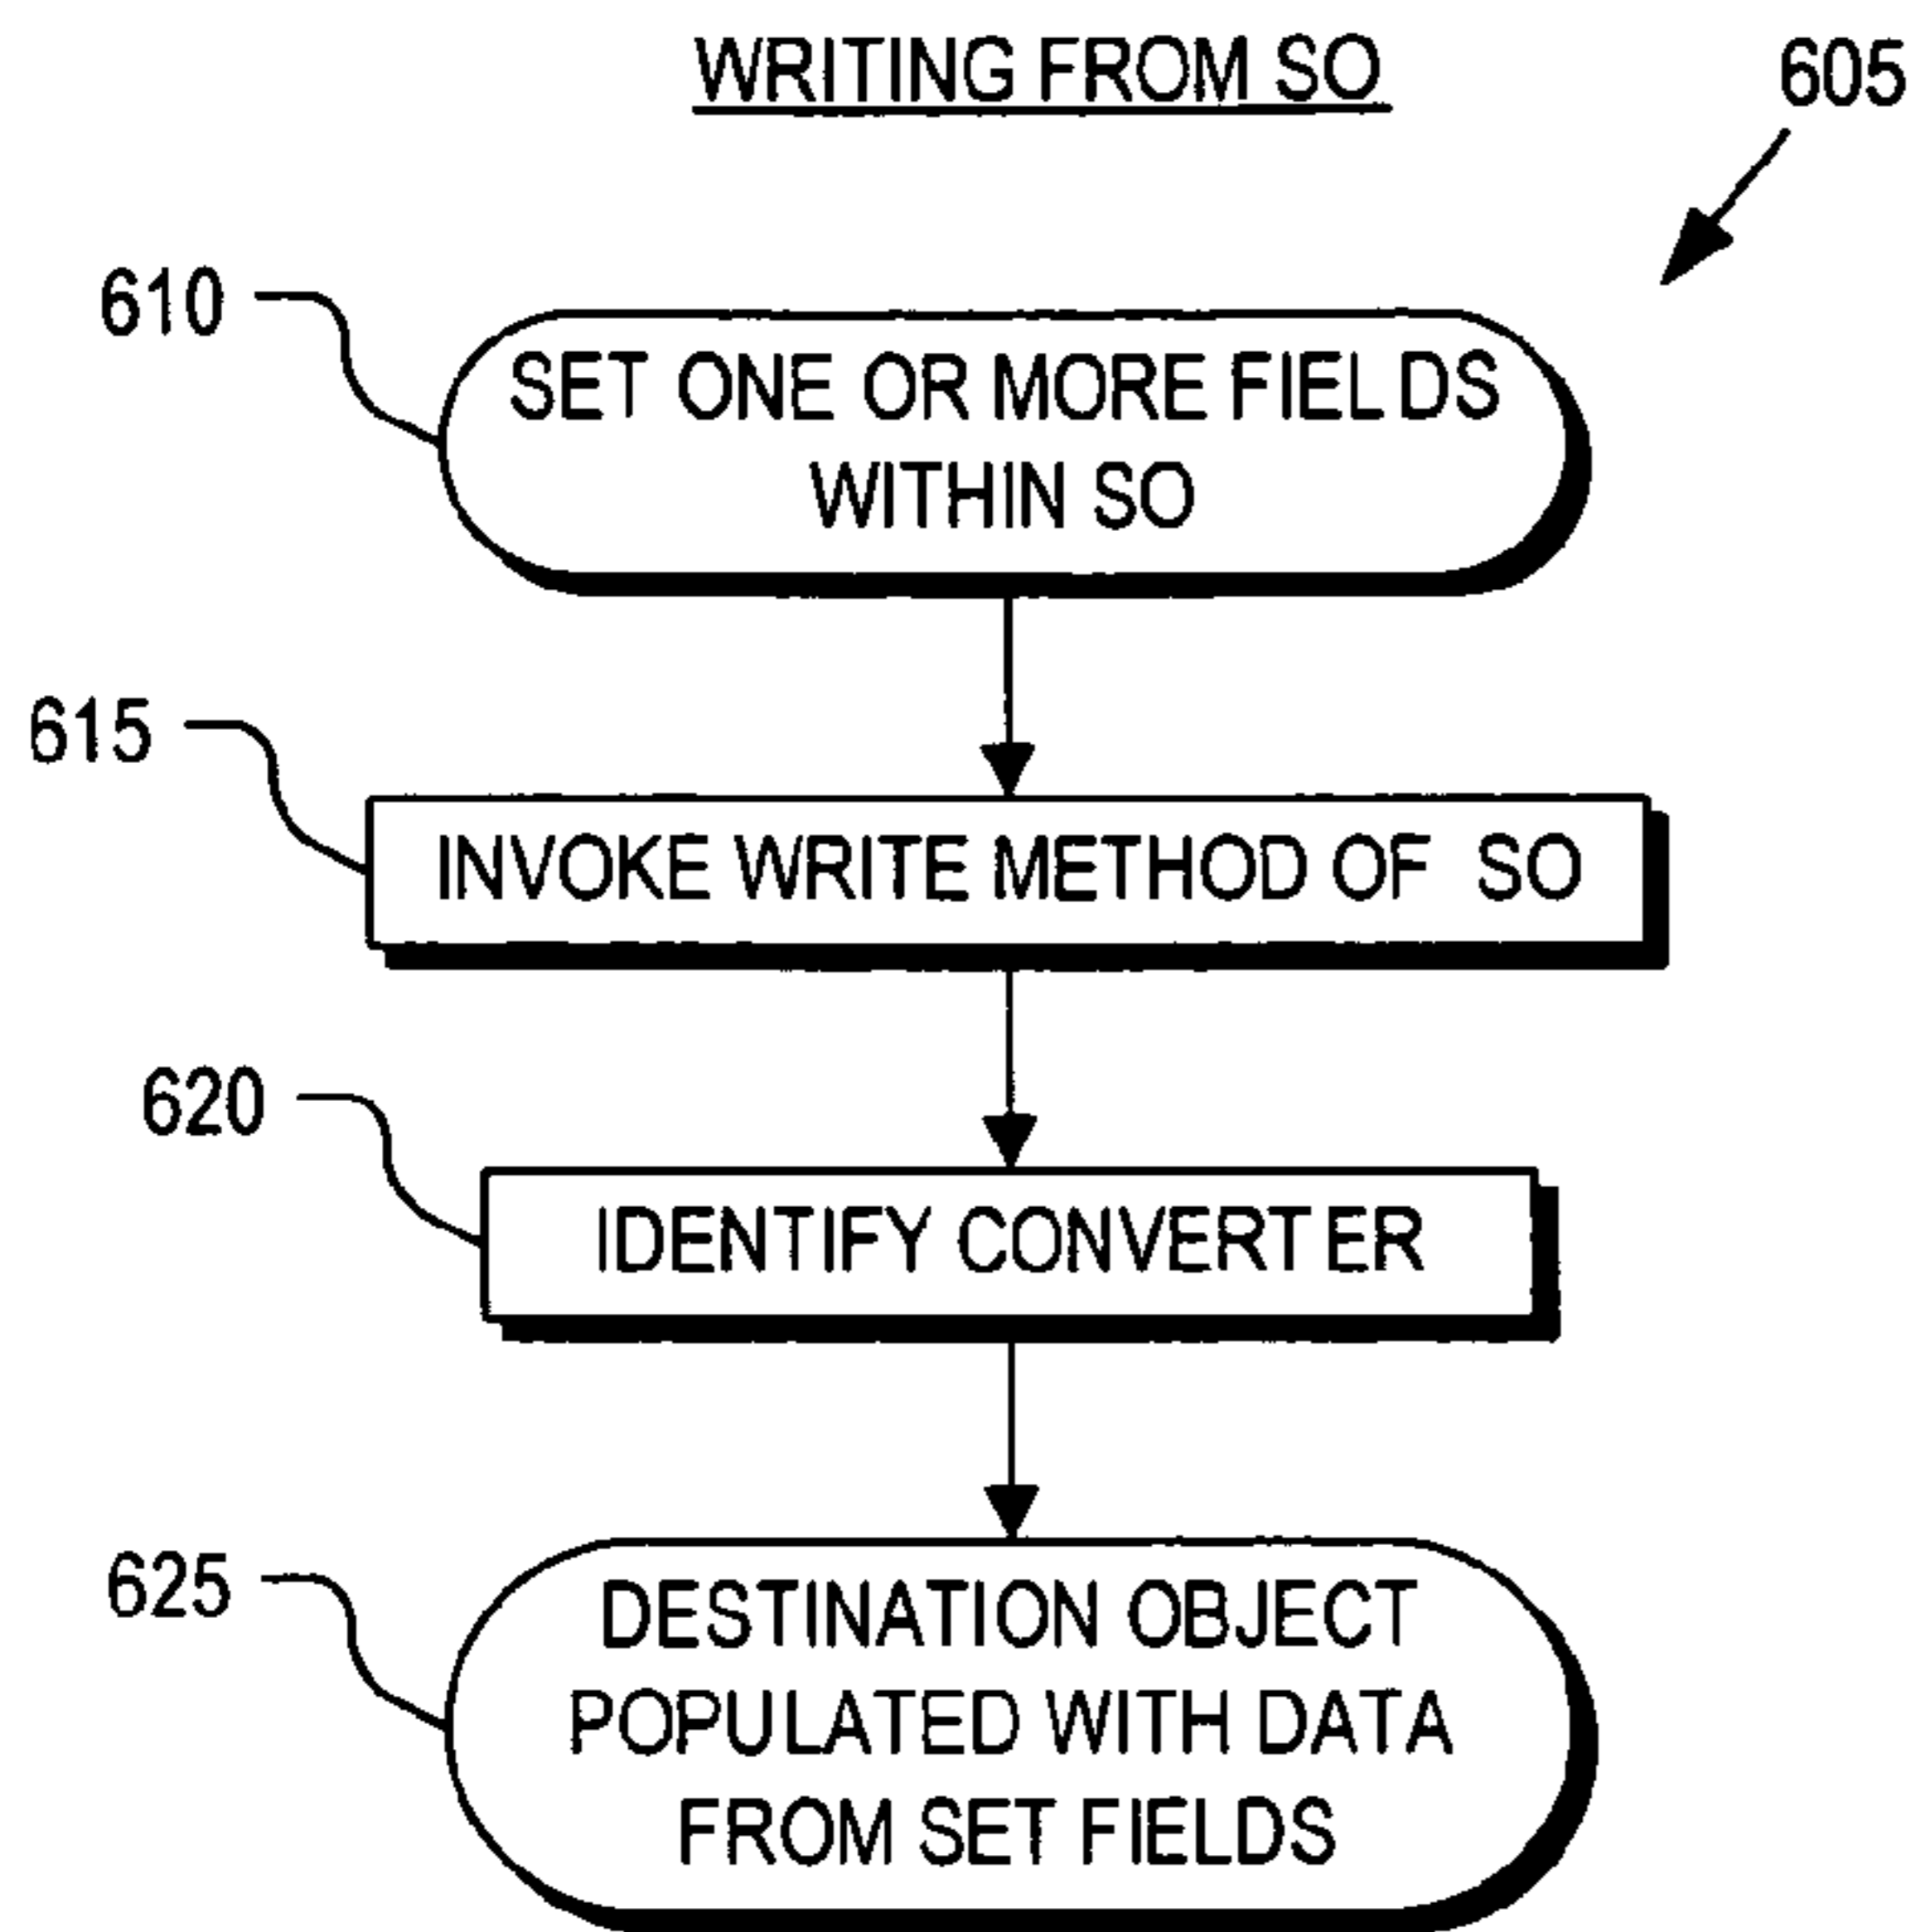 WRITING FROM SO
605
610
SET ONE OR MORE FIELDS
WITHIN SO
615
INVOKE WRITE METHOD OF SO
620
IDENTIFY CONVERTER
625
DESTINATION OBJECT
POPULATED WITH DATA
FROM SET FIELDS